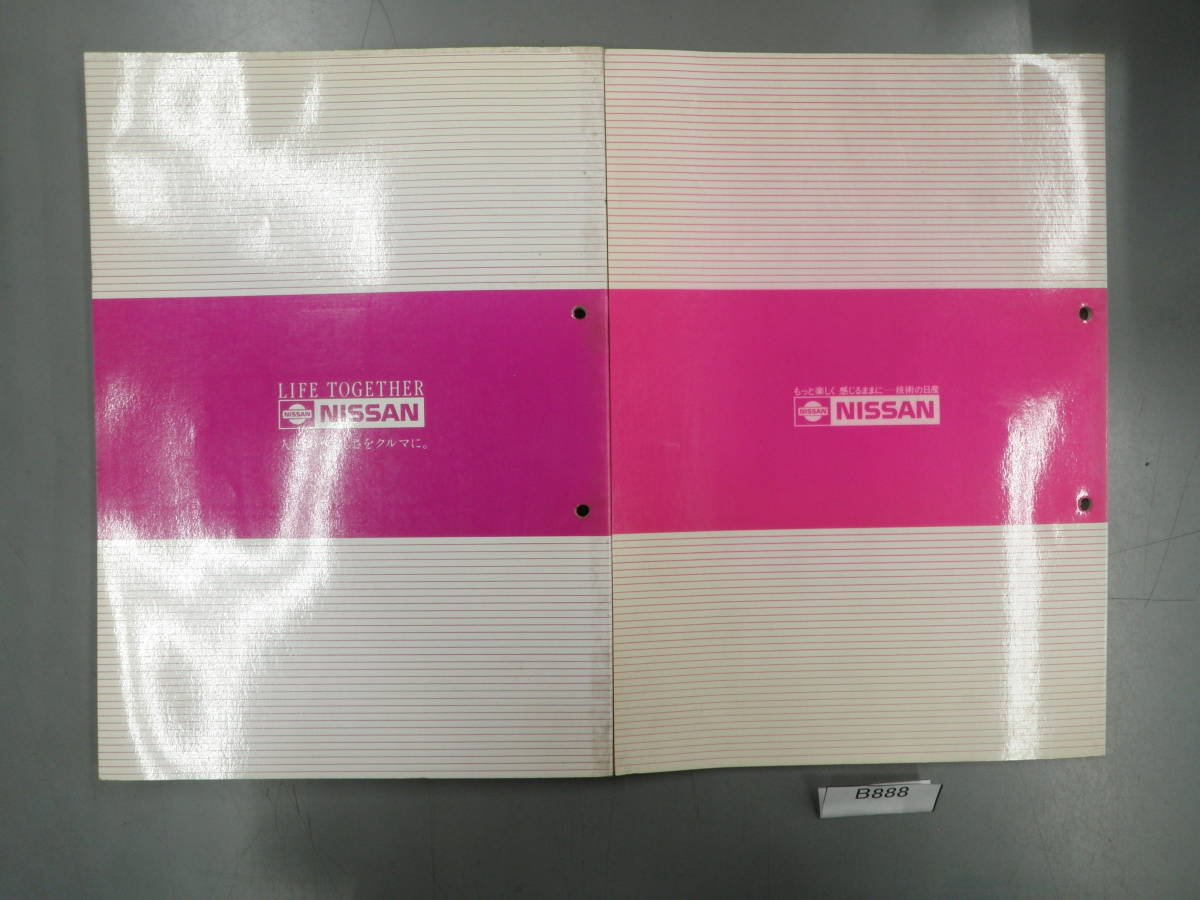 LIFE TOGETHER
NISSAN NISSAN
をクルマに。
もっと楽しく 感じるままに——技術の日産
NISSAN NISSAN
B888